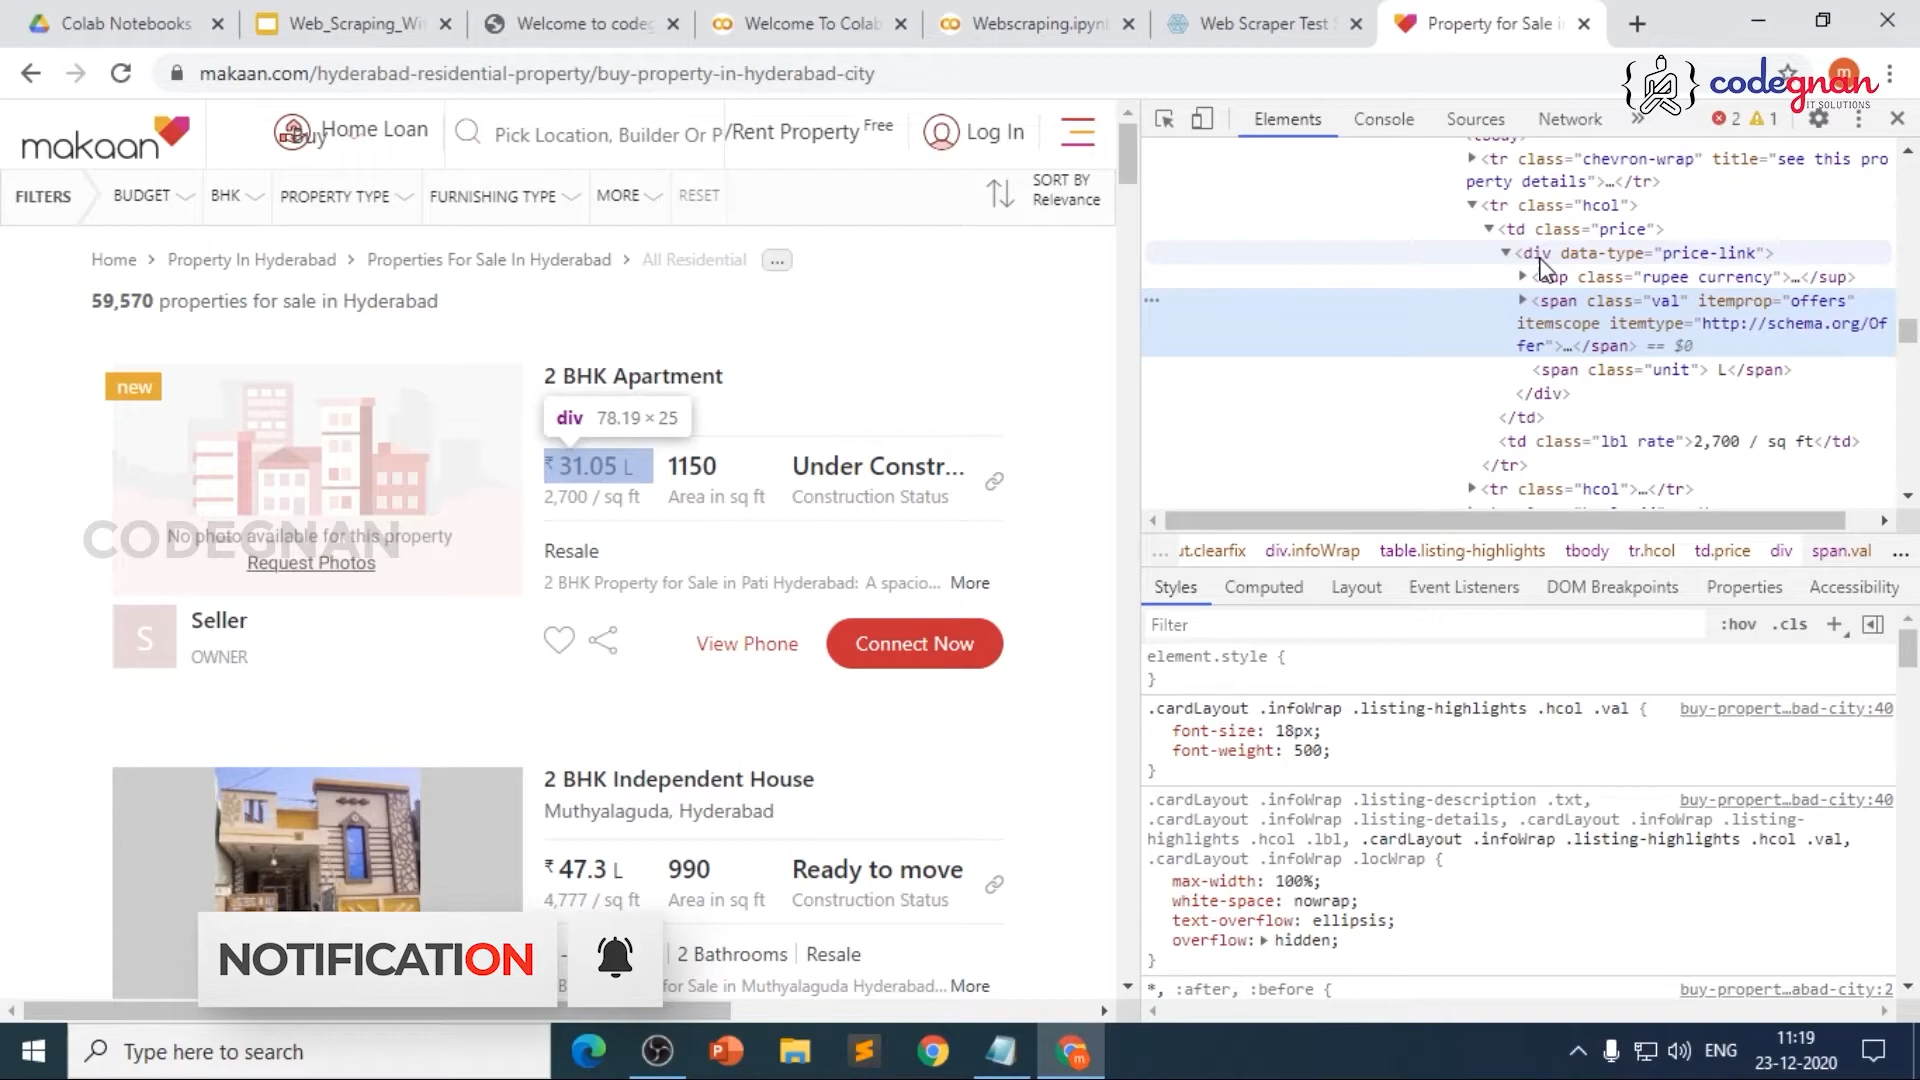 Colab Notebooks
Web_Scraping_Wi
Welcome to codeg
Welcome To Colab
Webscraping.ipynb
Web Scraper Test S
Property for Sale i
makaan.com/hyderabad-residential-property/buy-property-in-hyderabad-city
m
codegnan
IT SOLUTIONS
makaan
Buy
Home Loan
Pick Location, Builder Or P
/Rent Property Free
Log In
FILTERS
BUDGET
BHK
PROPERTY TYPE
FURNISHING TYPE
MORE
RESET
SORT BY
Relevance
Home > Property In Hyderabad > Properties For Sale In Hyderabad > All Residential ...
59,570 properties for sale in Hyderabad
new
No photo available for this property
Request Photos
CODEGNAN
S
Seller
OWNER
2 BHK Apartment
div 78.19 × 25
₹ 31.05 L
1150
Under Constr...
2,700 / sq ft
Area in sq ft
Construction Status
Resale
2 BHK Property for Sale in Pati Hyderabad: A spacio... More
View Phone
Connect Now
2 BHK Independent House
Muthyalaguda, Hyderabad
₹ 47.3 L
990
Ready to move
4,777 / sq ft
Area in sq ft
Construction Status
2 Bathrooms
Resale
for Sale in Muthyalaguda Hyderabad... More
NOTIFICATION
Elements
Console
Sources
Network
»
2
1
<tbody>
<tr class="chevron-wrap" title="see this pro
perty details">…</tr>
<tr class="hcol">
<td class="price">
<div data-type="price-link">
<sup class="rupee currency">…</sup>
<span class="val" itemprop="offers"
itemscope itemtype="http://schema.org/Of
fer">…</span> == $0
<span class="unit"> L</span>
</div>
</td>
<td class="lbl rate">2,700 / sq ft</td>
</tr>
<tr class="hcol">…</tr>
... ut.clearfix div.infoWrap table.listing-highlights tbody tr.hcol td.price div span.val ...
Styles
Computed
Layout
Event Listeners
DOM Breakpoints
Properties
Accessibility
Filter
:hov .cls +
element.style {
}
.cardLayout .infoWrap .listing-highlights .hcol .val {
buy-propert…bad-city:40
font-size: 18px;
font-weight: 500;
}
.cardLayout .infoWrap .listing-description .txt,
buy-propert…bad-city:40
.cardLayout .infoWrap .listing-details, .cardLayout .infoWrap .listing-
highlights .hcol .lbl, .cardLayout .infoWrap .listing-highlights .hcol .val,
.cardLayout .infoWrap .locWrap {
max-width: 100%;
white-space: nowrap;
text-overflow: ellipsis;
overflow: hidden;
}
*, :after, :before {
buy-propert…abad-city:2
Type here to search
ENG
11:19
23-12-2020